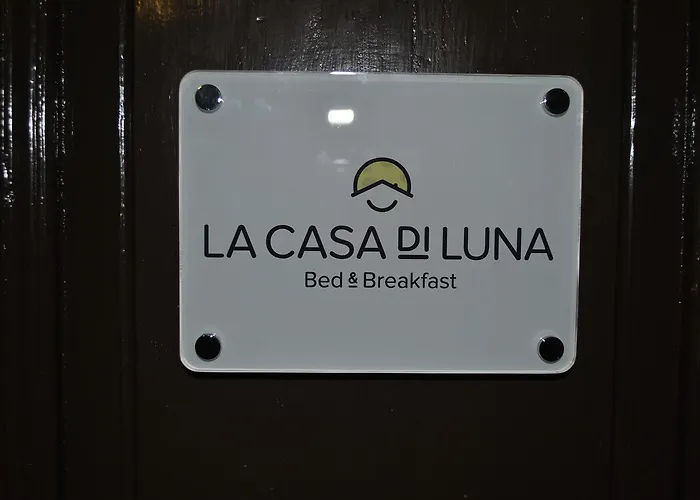 LA CASA DI LUNA
Bed & Breakfast